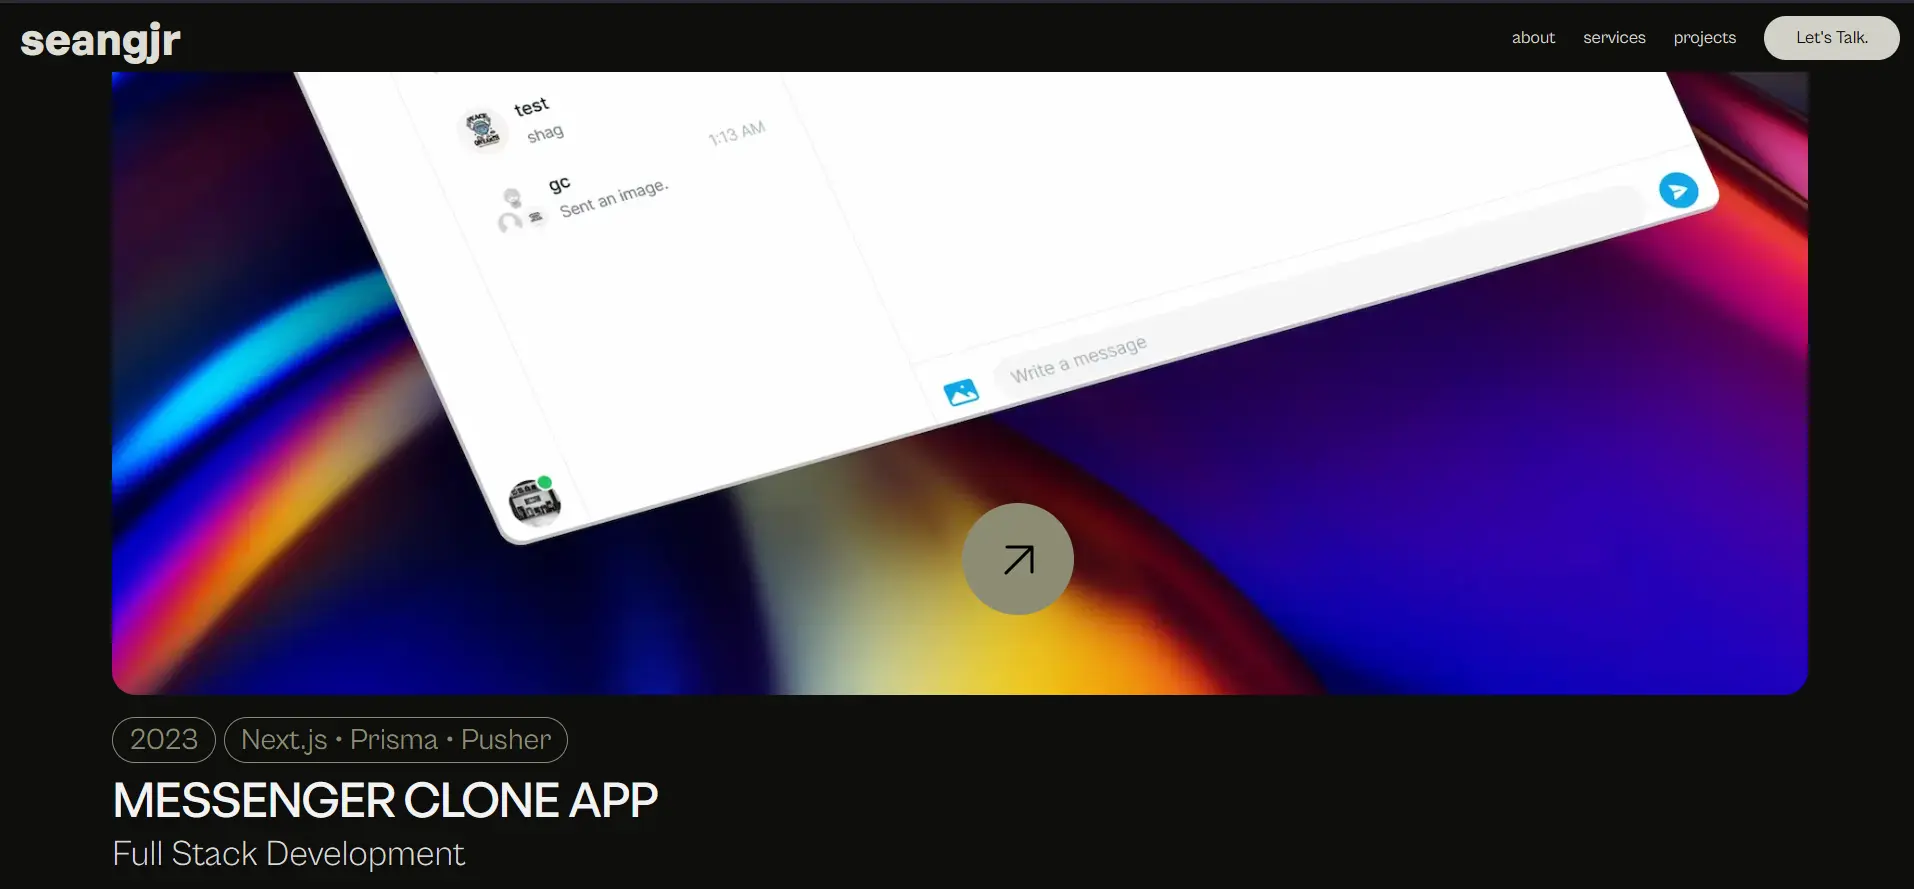 seangjr
about
services
projects
Let's Talk.
test
shag
1:13 AM
gc
Sent an image.
Write a message
2023
Next.js • Prisma • Pusher
MESSENGER CLONE APP
Full Stack Development